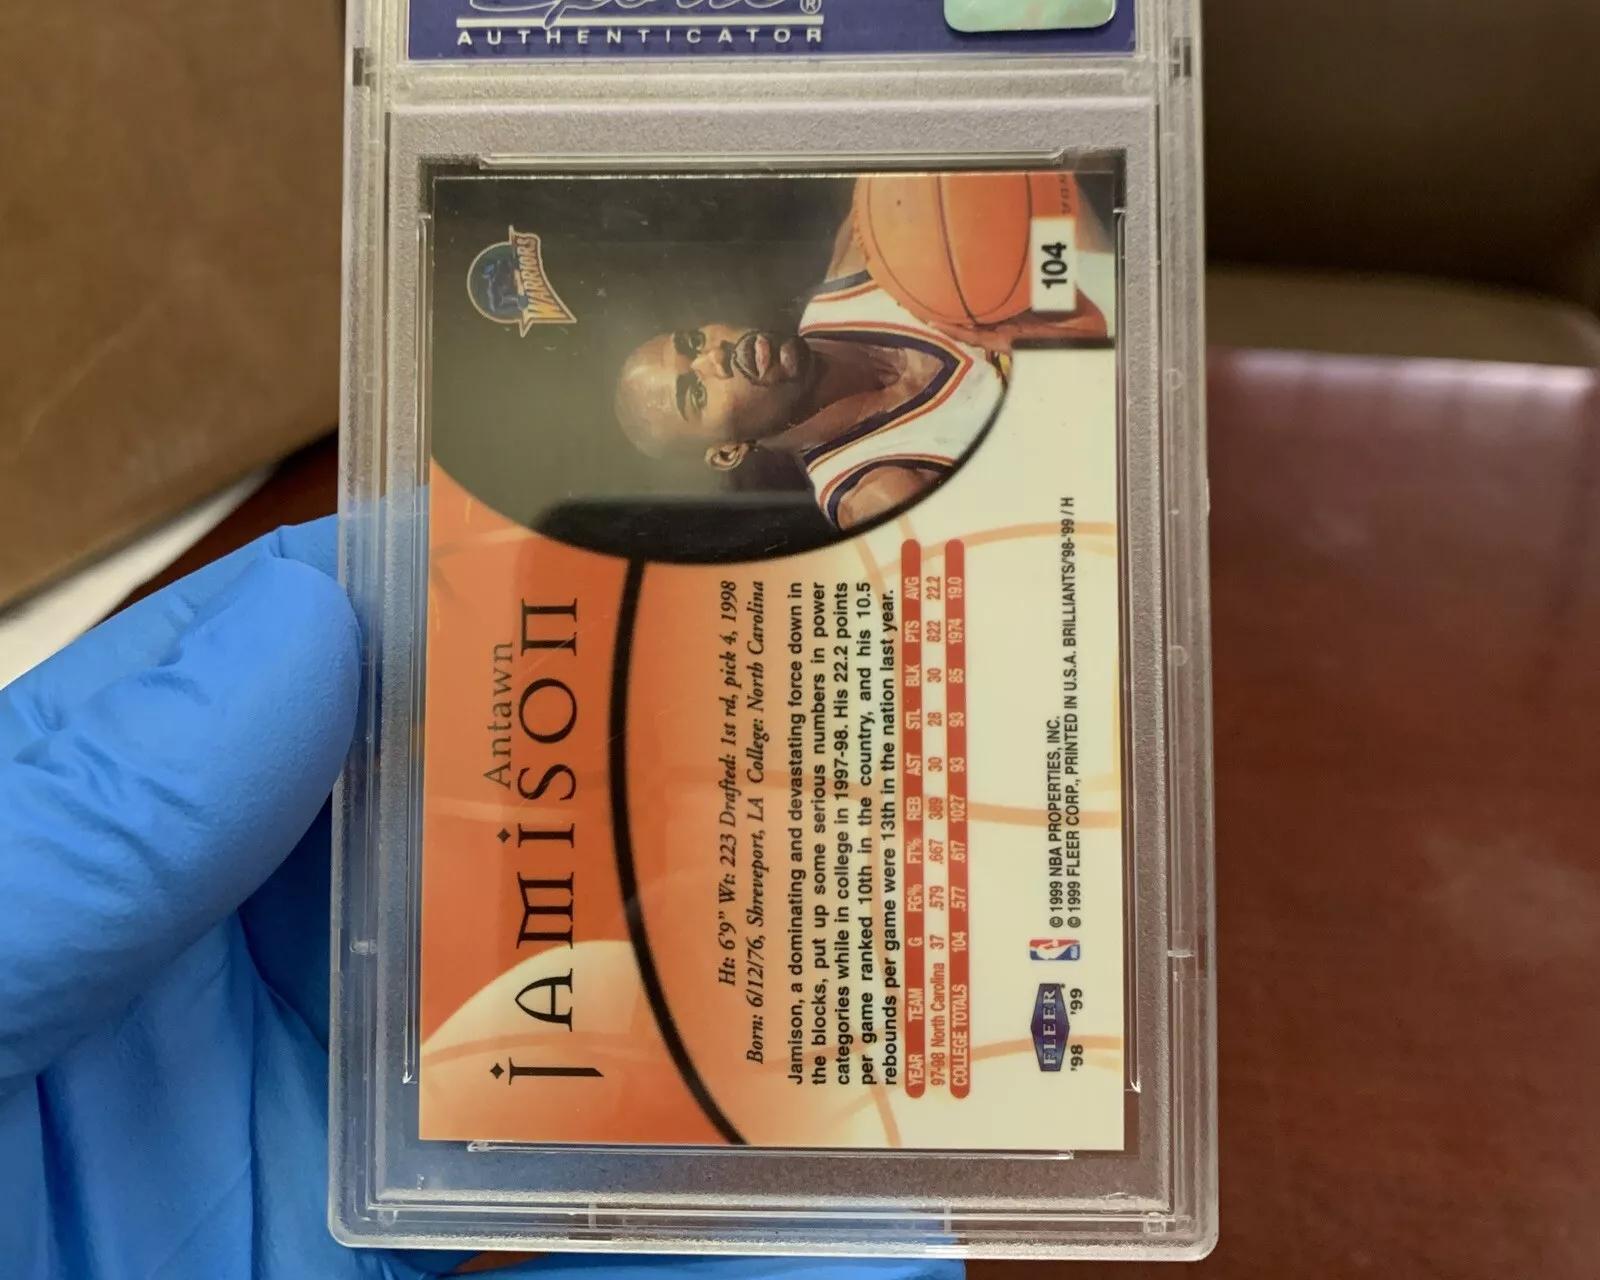 AUTHENTICATOR
WARRIORS
104
Antawn
JAMISON
Ht: 6'9" Wt: 223 Drafted: 1st rd, pick 4, 1998
Born: 6/12/76, Shreveport, LA College: North Carolina
Jamison, a dominating and devastating force down in
the blocks, put up some serious numbers in power
categories while in college in 1997-98. His 22.2 points
per game ranked 10th in the country, and his 10.5
rebounds per game were 13th in the nation last year.
YEAR TEAM G FG% FT% REB AST STL BLK PTS AVG
97-98 North Carolina 37 .579 .667 389 30 28 30 822 22.2
COLLEGE TOTALS 104 .577 .617 1027 93 93 85 1974 19.0
FLEER
'98 '99
© 1999 NBA PROPERTIES, INC.
© 1999 FLEER CORP., PRINTED IN U.S.A. BRILLIANTS/'98-'99 / H